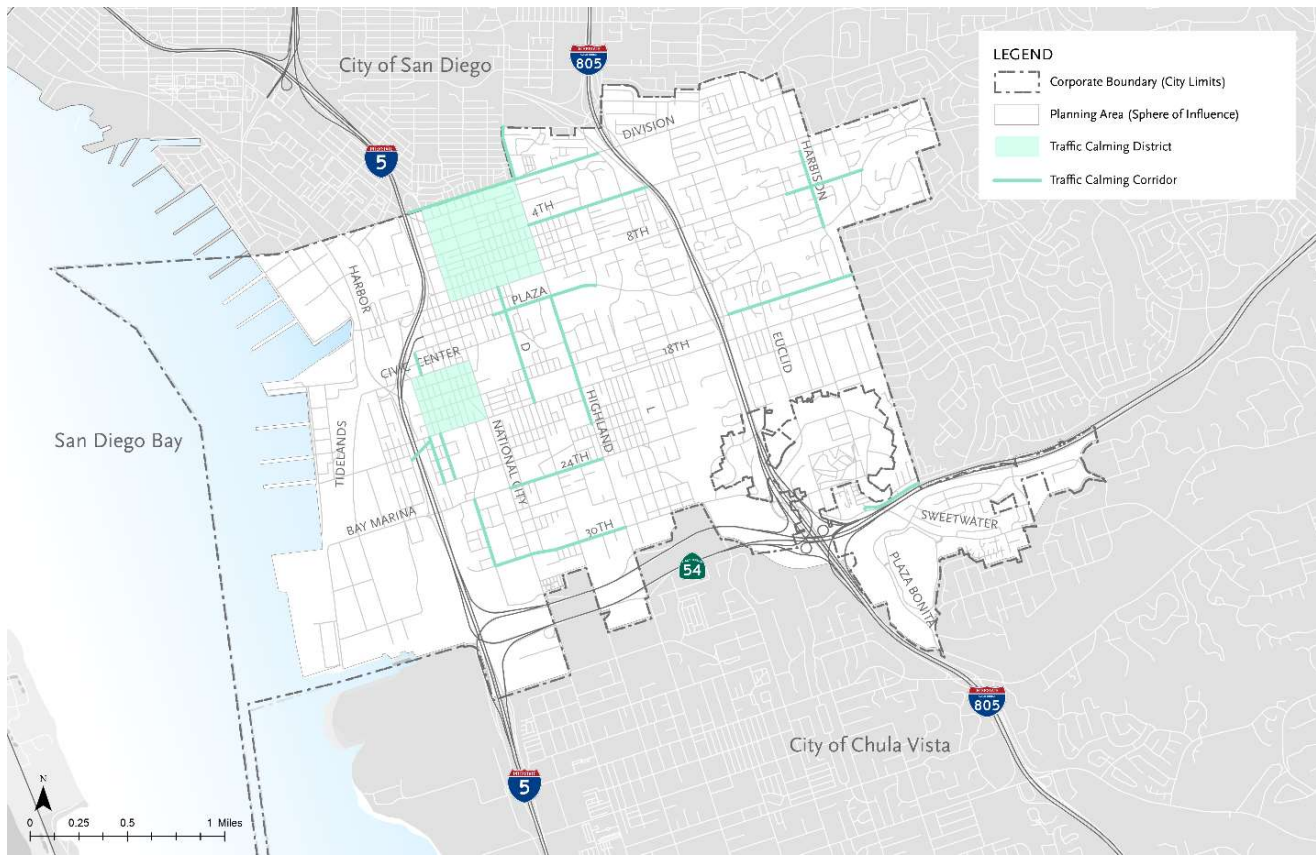 City of San Diego
805
LEGEND
Corporate Boundary (City Limits)
Planning Area (Sphere of Influence)
Traffic Calming District
Traffic Calming Corridor
5
DIVISION
HARBISON
4TH
8TH
HARBOR
PLAZA
CIVIC CENTER
D
18TH
EUCLID
HIGHLAND
L
San Diego Bay
TIDELANDS
NATIONAL CITY
24TH
BAY MARINA
30TH
SWEETWATER
54
PLAZA BONITA
805
City of Chula Vista
5
N
0 0.25 0.5 1 Miles